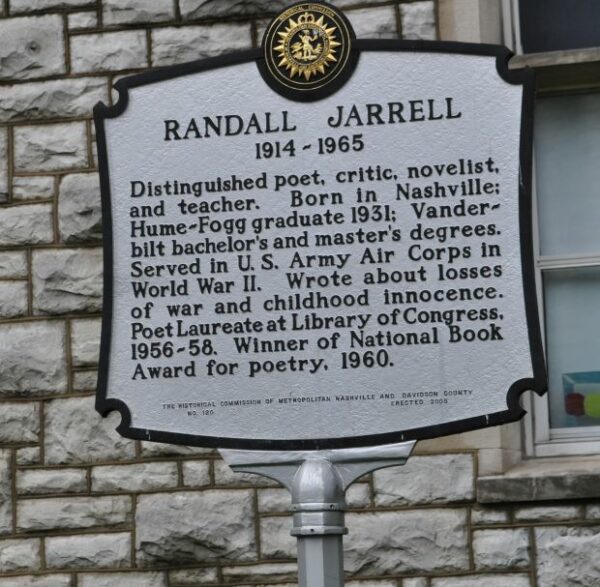 RANDALL JARRELL
1914 - 1965
Distinguished poet, critic, novelist,
and teacher. Born in Nashville;
Hume-Fogg graduate 1931; Vander-
bilt bachelor's and master's degrees.
Served in U. S. Army Air Corps in
World War II. Wrote about losses
of war and childhood innocence.
Poet Laureate at Library of Congress,
1956-58. Winner of National Book
Award for poetry, 1960.
THE HISTORICAL COMMISSION OF METROPOLITAN NASHVILLE AND DAVIDSON COUNTY
NO. 120 ERECTED 2005